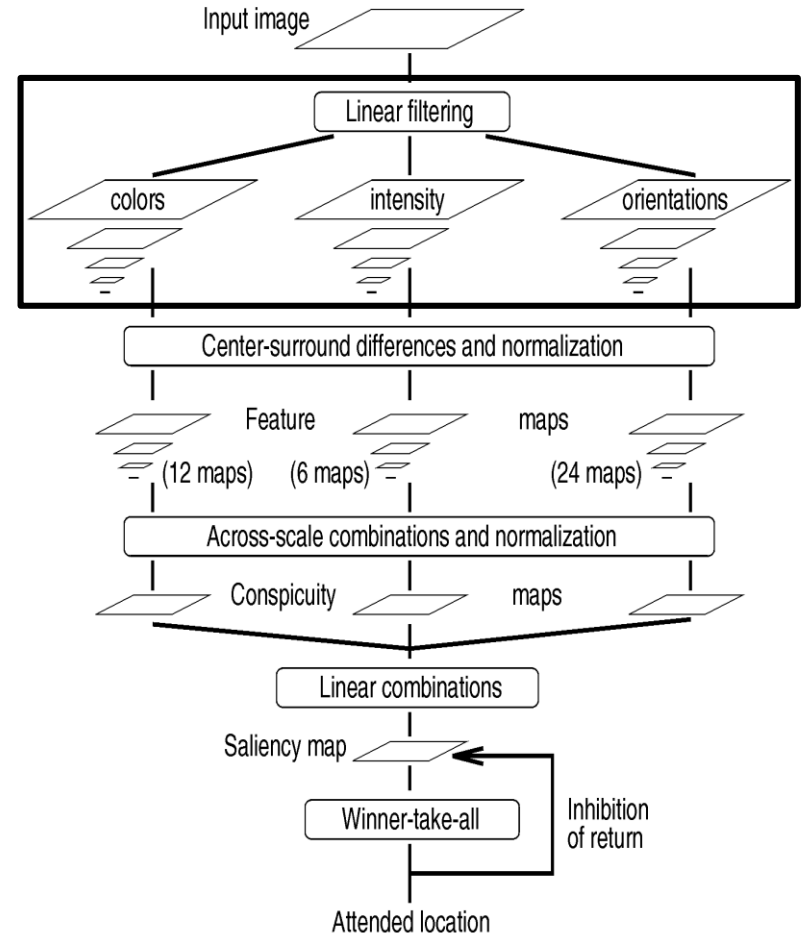 Input image
Linear filtering
colors
intensity
orientations
Center-surround differences and normalization
Feature maps
(12 maps)
(6 maps)
(24 maps)
Across-scale combinations and normalization
Conspicuity maps
Linear combinations
Saliency map
Winner-take-all
Inhibition
of return
Attended location